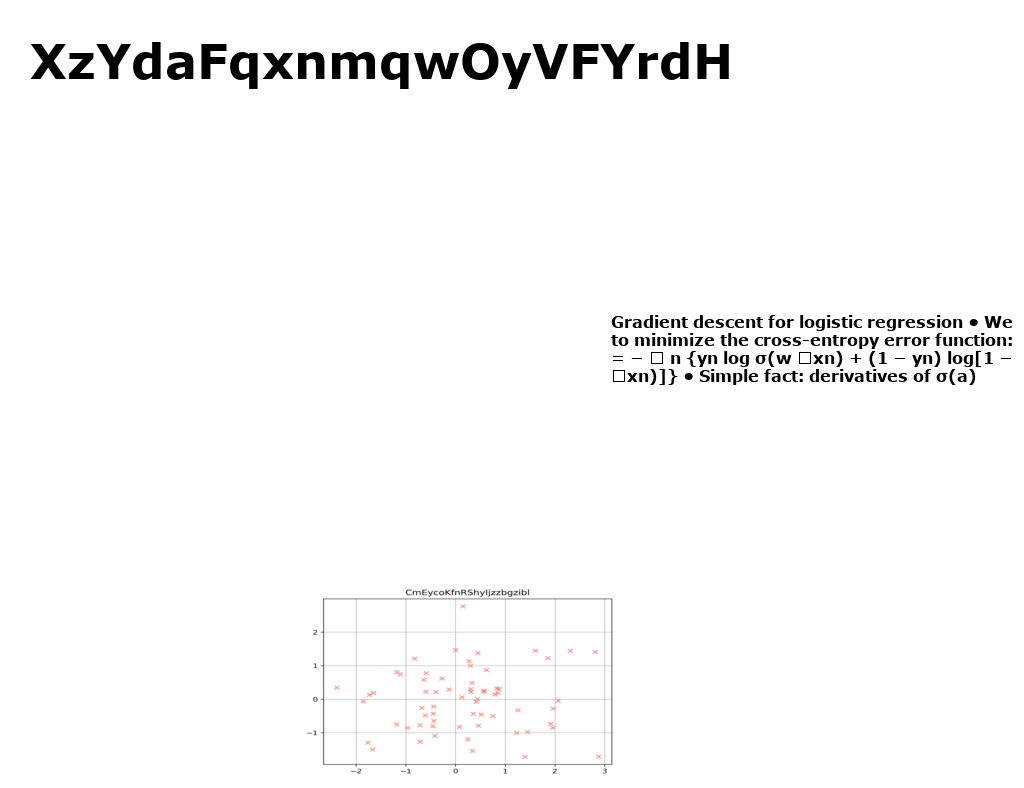 XzYdaFqxnmqwOyVFYrdH
Gradient descent for logistic regression • We
to minimize the cross-entropy error function:
= − □ n {yn log σ(w □xn) + (1 − yn) log[1 −
□xn)]} • Simple fact: derivatives of σ(a)
CmEycoKfnRShyIjzzbgzibl
2
1
0
−1
−2 −1 0 1 2 3